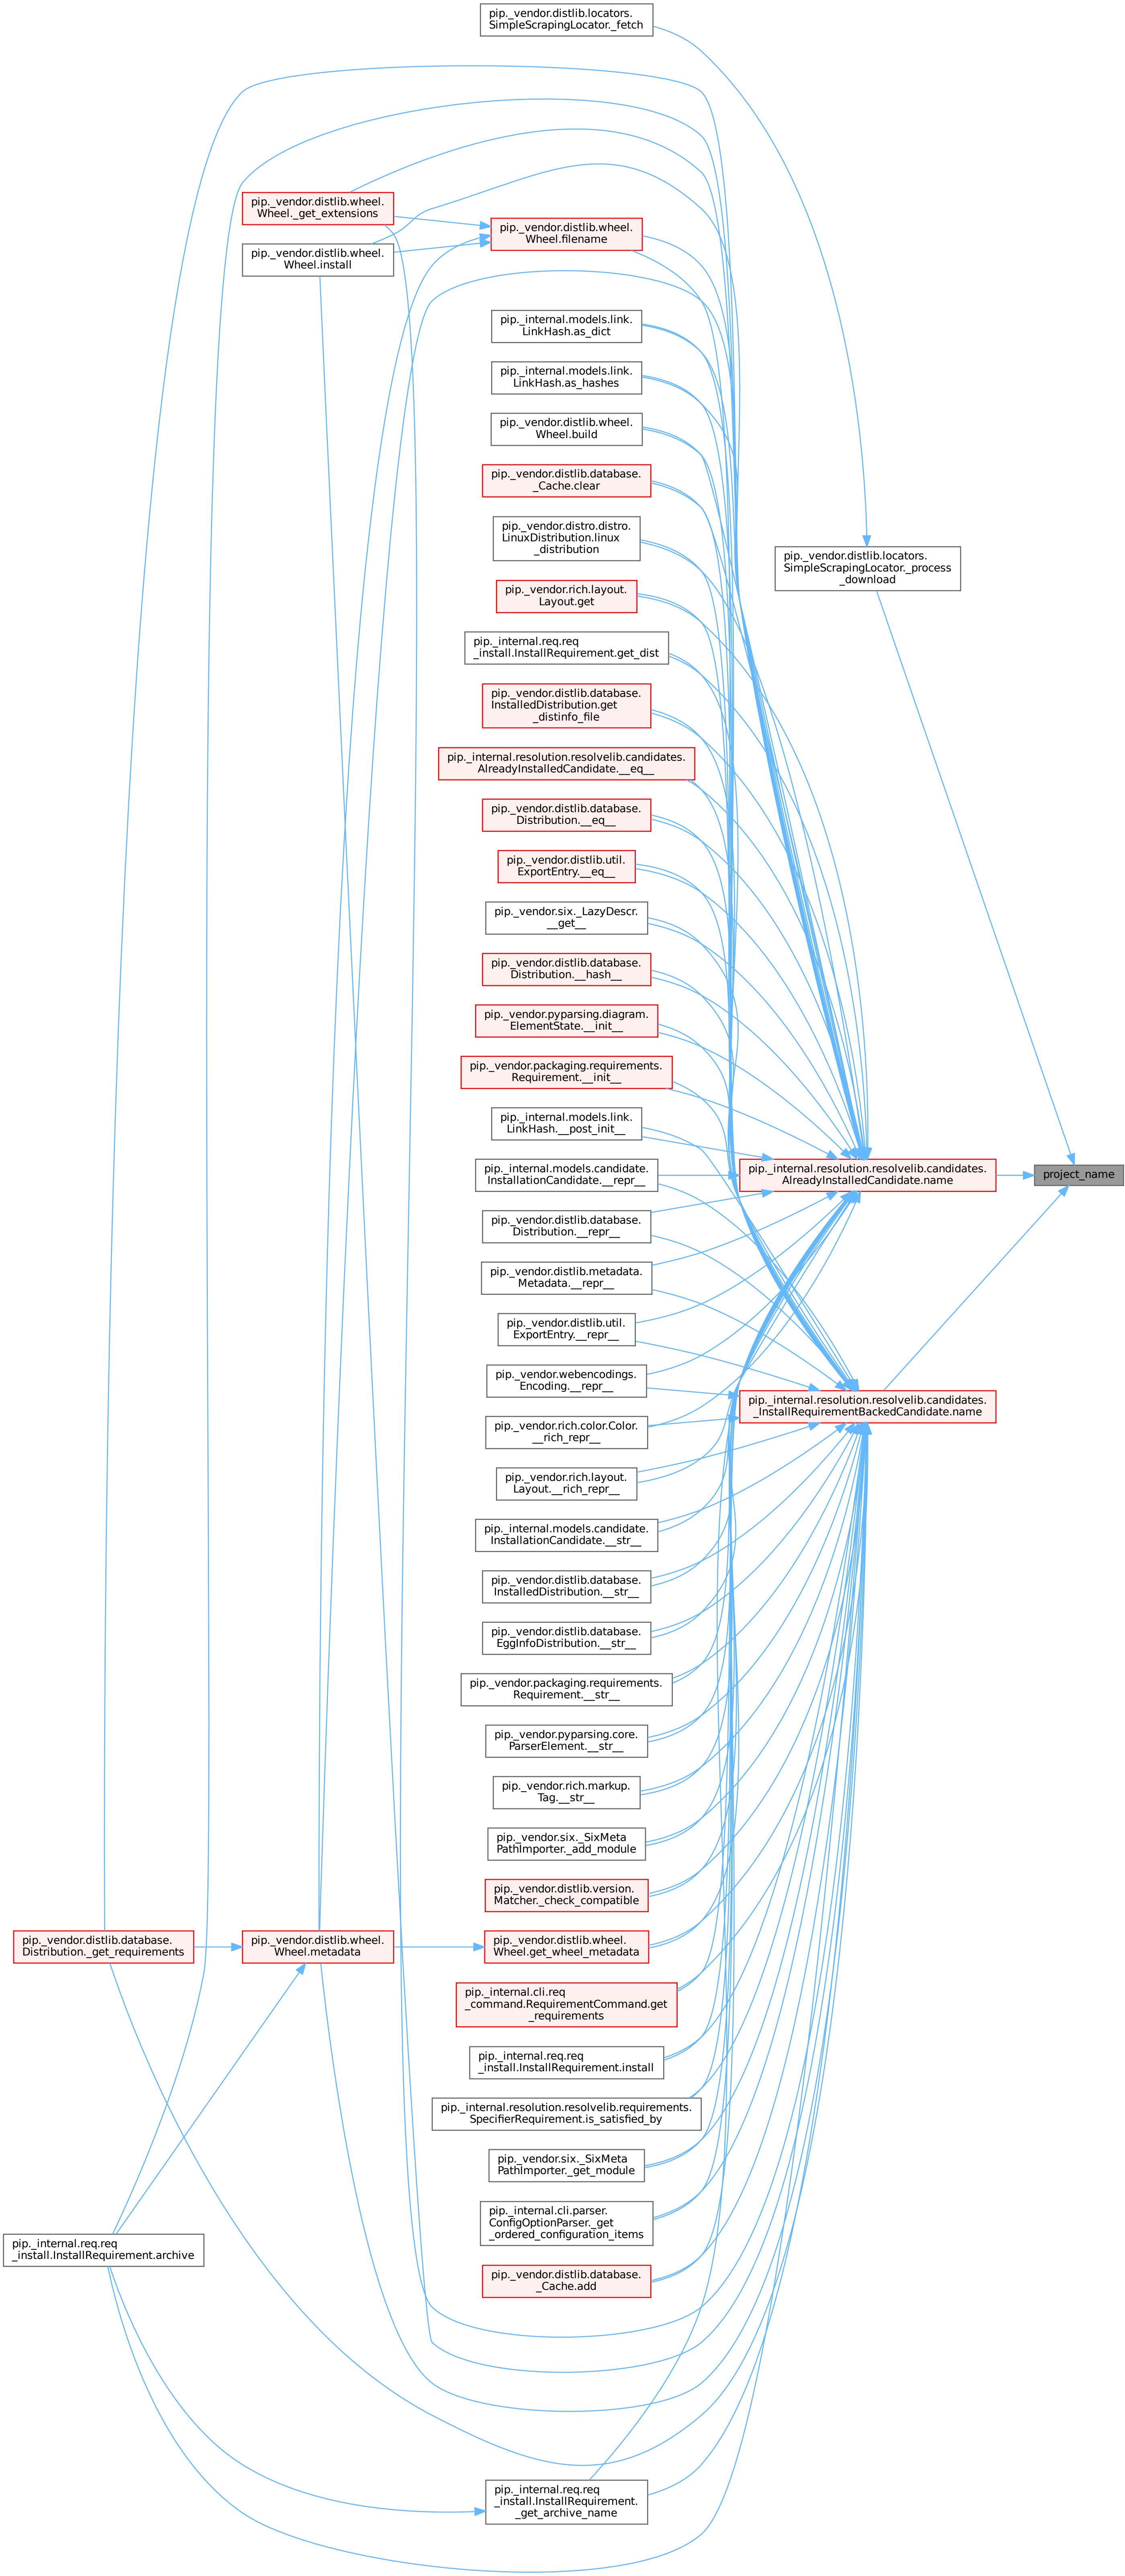 pip._vendor.distlib.locators.
SimpleScrapingLocator._fetch
pip._vendor.distlib.wheel.
Wheel._get_extensions
pip._vendor.distlib.wheel.
Wheel.filename
pip._vendor.distlib.wheel.
Wheel.install
pip._internal.models.link.
LinkHash.as_dict
pip._internal.models.link.
LinkHash.as_hashes
pip._vendor.distlib.wheel.
Wheel.build
pip._vendor.distlib.database.
_Cache.clear
pip._vendor.distro.distro.
LinuxDistribution.linux
_distribution
pip._vendor.distlib.locators.
SimpleScrapingLocator._process
_download
pip._vendor.rich.layout.
Layout.get
pip._internal.req.req
_install.InstallRequirement.get_dist
pip._vendor.distlib.database.
InstalledDistribution.get
_distinfo_file
pip._internal.resolution.resolvelib.candidates.
AlreadyInstalledCandidate.__eq__
pip._vendor.distlib.database.
Distribution.__eq__
pip._vendor.distlib.util.
ExportEntry.__eq__
pip._vendor.six._LazyDescr.
__get__
pip._vendor.distlib.database.
Distribution.__hash__
pip._vendor.pyparsing.diagram.
ElementState.__init__
pip._vendor.packaging.requirements.
Requirement.__init__
pip._internal.models.link.
LinkHash.__post_init__
pip._internal.models.candidate.
InstallationCandidate.__repr__
pip._internal.resolution.resolvelib.candidates.
AlreadyInstalledCandidate.name
project_name
pip._vendor.distlib.database.
Distribution.__repr__
pip._vendor.distlib.metadata.
Metadata.__repr__
pip._vendor.distlib.util.
ExportEntry.__repr__
pip._vendor.webencodings.
Encoding.__repr__
pip._internal.resolution.resolvelib.candidates.
_InstallRequirementBackedCandidate.name
pip._vendor.rich.color.Color.
__rich_repr__
pip._vendor.rich.layout.
Layout.__rich_repr__
pip._internal.models.candidate.
InstallationCandidate.__str__
pip._vendor.distlib.database.
InstalledDistribution.__str__
pip._vendor.distlib.database.
EggInfoDistribution.__str__
pip._vendor.packaging.requirements.
Requirement.__str__
pip._vendor.pyparsing.core.
ParserElement.__str__
pip._vendor.rich.markup.
Tag.__str__
pip._vendor.six._SixMeta
PathImporter._add_module
pip._vendor.distlib.version.
Matcher._check_compatible
pip._vendor.distlib.database.
Distribution._get_requirements
pip._vendor.distlib.wheel.
Wheel.metadata
pip._vendor.distlib.wheel.
Wheel.get_wheel_metadata
pip._internal.cli.req
_command.RequirementCommand.get
_requirements
pip._internal.req.req
_install.InstallRequirement.install
pip._internal.resolution.resolvelib.requirements.
SpecifierRequirement.is_satisfied_by
pip._vendor.six._SixMeta
PathImporter._get_module
pip._internal.cli.parser.
ConfigOptionParser._get
_ordered_configuration_items
pip._internal.req.req
_install.InstallRequirement.archive
pip._vendor.distlib.database.
_Cache.add
pip._internal.req.req
_install.InstallRequirement.
_get_archive_name